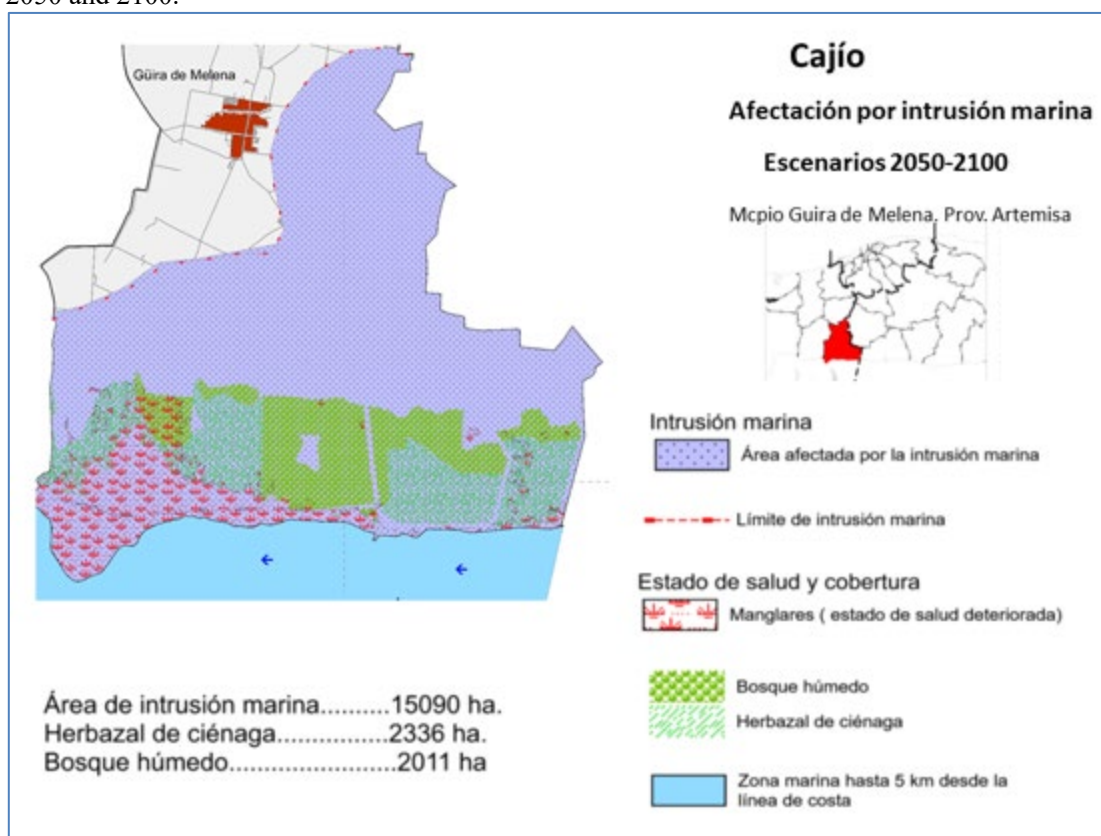 2050 and 2100.
Güira de Melena
Cajío
Afectación por intrusión marina
Escenarios 2050-2100
Mcpio Guira de Melena. Prov. Artemisa
Intrusión marina
Área afectada por la intrusión marina
Límite de intrusión marina
Estado de salud y cobertura
Manglares ( estado de salud deteriorada)
Bosque húmedo
Herbazal de ciénaga
Zona marina hasta 5 km desde la
línea de costa
Área de intrusión marina..........15090 ha.
Herbazal de ciénaga................2336 ha.
Bosque húmedo........................2011 ha